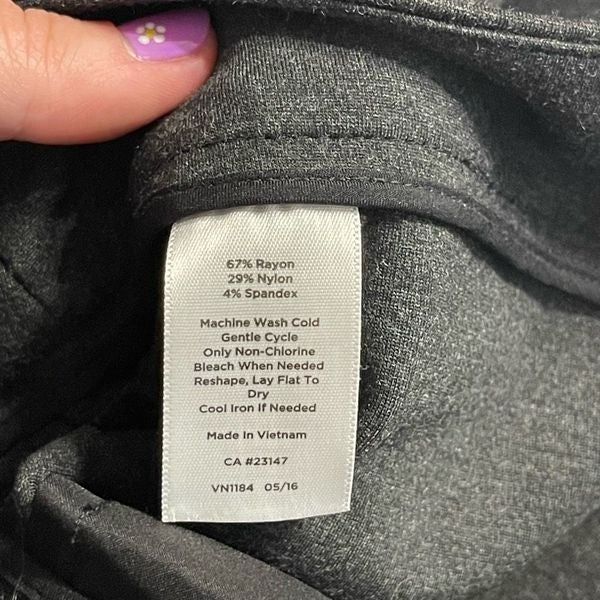 67% Rayon
29% Nylon
4% Spandex
Machine Wash Cold
Gentle Cycle
Only Non-Chlorine
Bleach When Needed
Reshape, Lay Flat To
Dry
Cool Iron If Needed
Made in Vietnam
CA #23147
VN1184 05/16